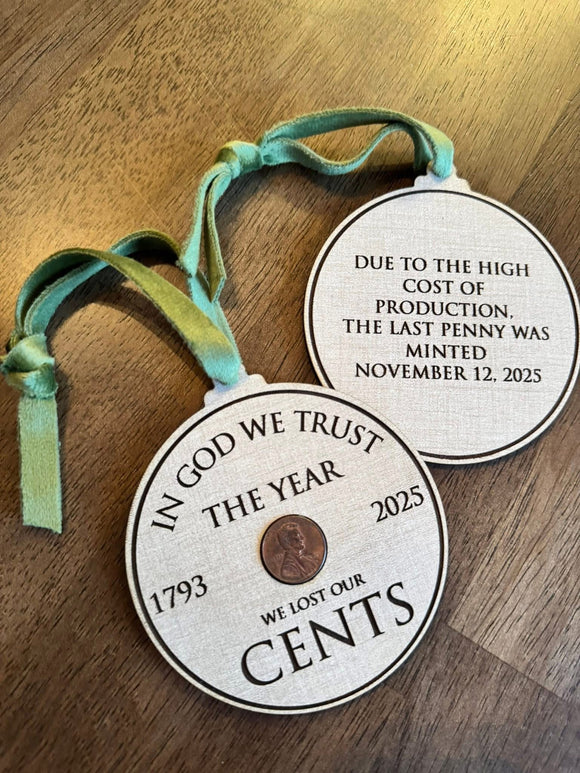 IN GOD WE TRUST
THE YEAR
1793
2025
WE LOST OUR
CENTS
DUE TO THE HIGH
COST OF
PRODUCTION,
THE LAST PENNY WAS
MINTED
NOVEMBER 12, 2025